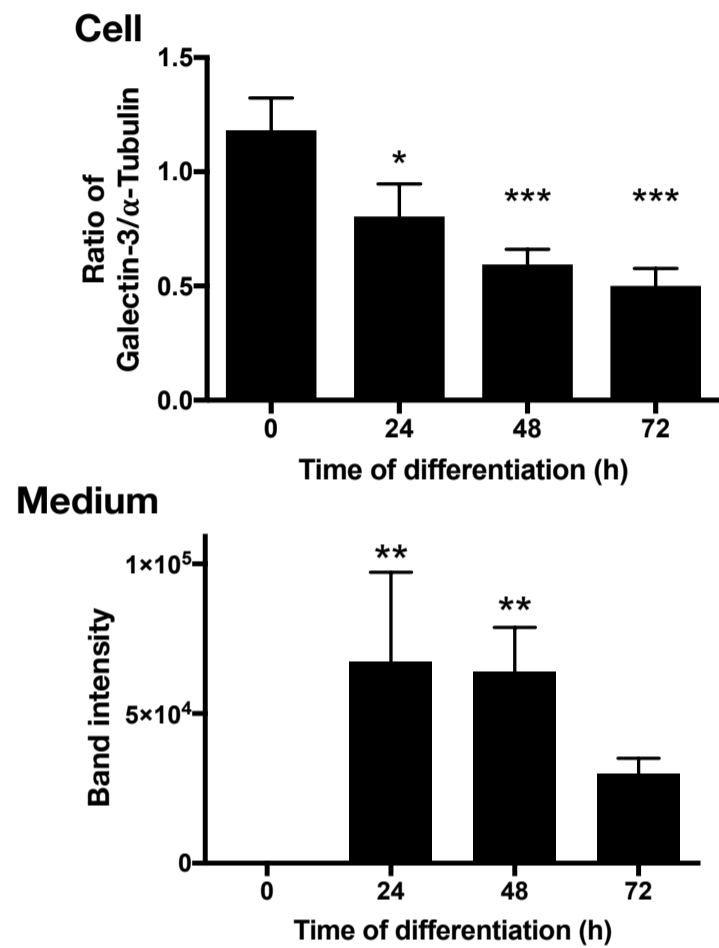 Cell
1.5
1.0
0.5
0.0
Ratio of
Galectin-3/α-Tubulin
*
***
***
0 24 48 72
Time of differentiation (h)
Medium
1×10⁵
5×10⁴
0
Band intensity
**
**
0 24 48 72
Time of differentiation (h)